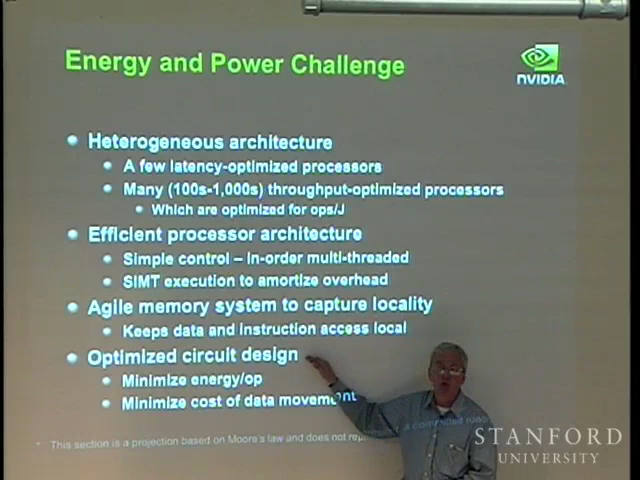 Energy and Power Challenge
NVIDIA
Heterogeneous architecture
A few latency-optimized processors
Many (100s-1,000s) throughput-optimized processors
Which are optimized for ops/J
Efficient processor architecture
Simple control – in-order multi-threaded
SIMT execution to amortize overhead
Agile memory system to capture locality
Keeps data and instruction access local
Optimized circuit design
Minimize energy/op
Minimize cost of data movement
* This section is a projection based on Moore's law and does not a committed
STANFORD
UNIVERSITY